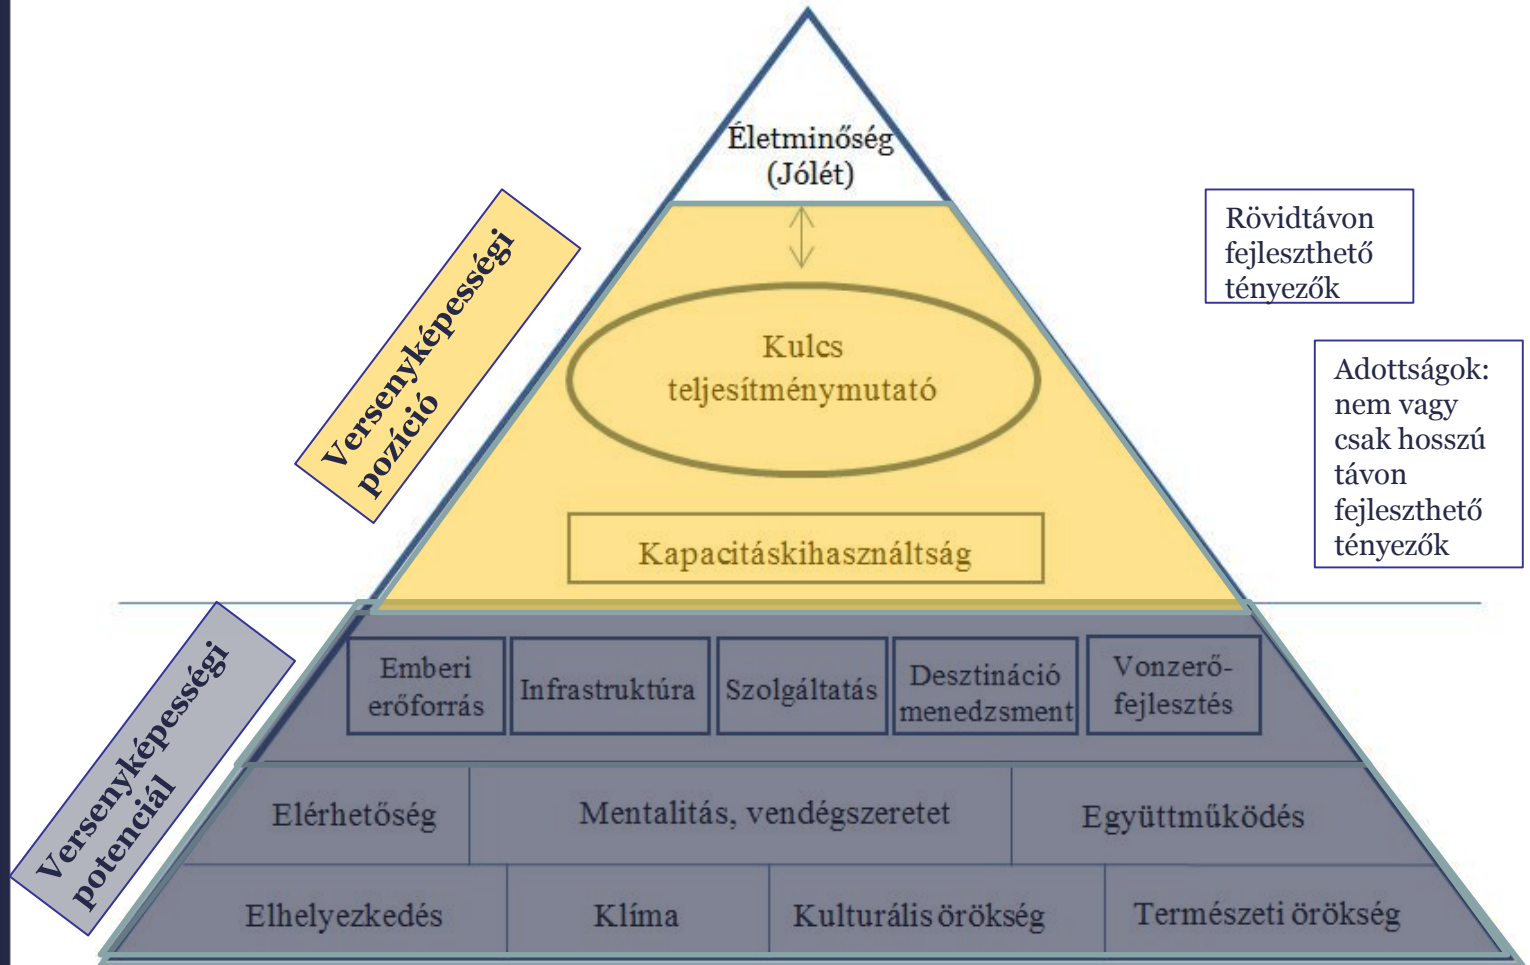 Életminőség
(Jólét)
Versenyképességi
pozíció
Rövidtávon
fejleszthető
tényezők
Kulcs
teljesítménymutató
Adottságok:
nem vagy
csak hosszú
távon
fejleszthető
tényezők
Kapacitáskihasználtság
Versenyképességi
potenciál
Emberi
erőforrás
Infrastruktúra
Szolgáltatás
Desztináció
menedzsment
Vonzerő-
fejlesztés
Elérhetőség
Mentalitás, vendégszeretet
Együttműködés
Elhelyezkedés
Klíma
Kulturális örökség
Természeti örökség